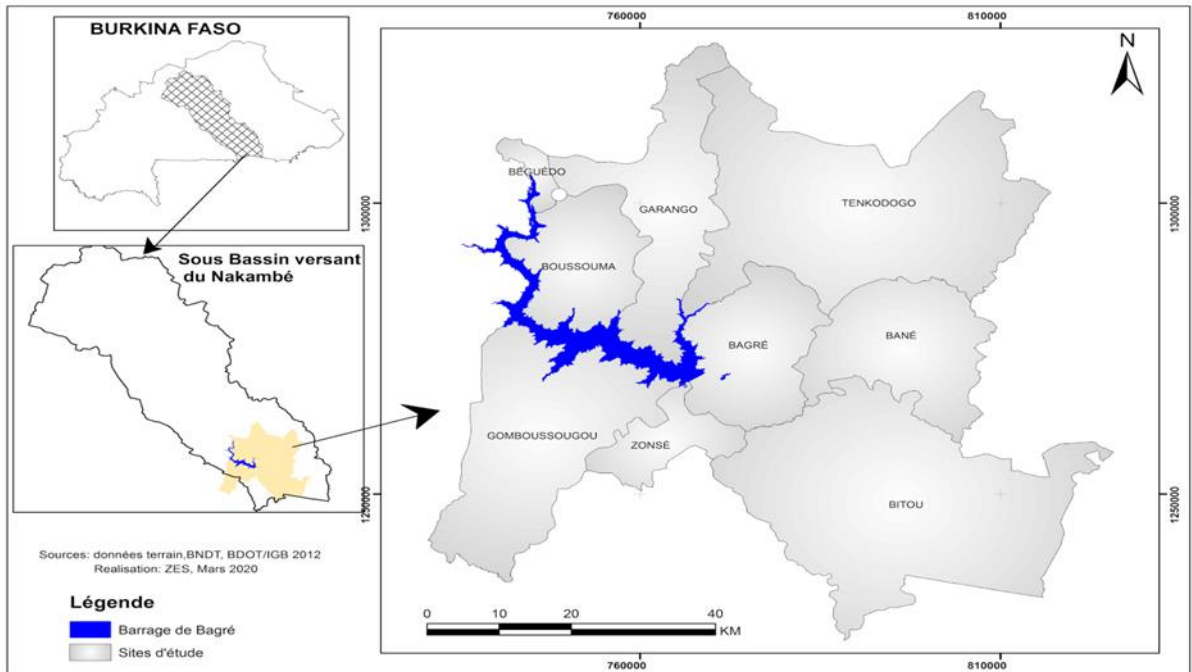 BURKINA FASO
760000
810000
N
Sous Bassin versant
du Nakambé
BÉGUÉDO
GARANGO
TENKODOGO
BOUSSOUMA
BAGRÉ
BANÉ
GOMBOUSSOUGOU
ZONSÉ
BITOU
1300000
1300000
1250000
1250000
Sources: données terrain,BNDT, BDOT/IGB 2012
Realisation: ZES, Mars 2020
Légende
Barrage de Bagré
Sites d'étude
0 10 20 40
KM
760000
810000